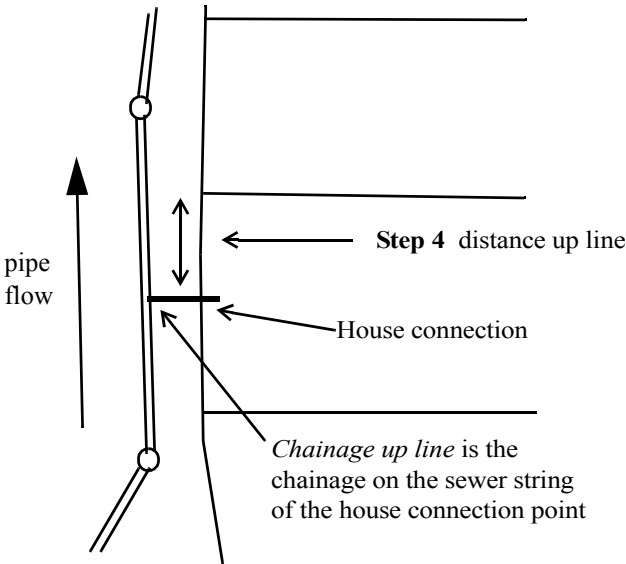 Step 4 distance up line
pipe
flow
House connection
Chainage up line is the
chainage on the sewer string
of the house connection point